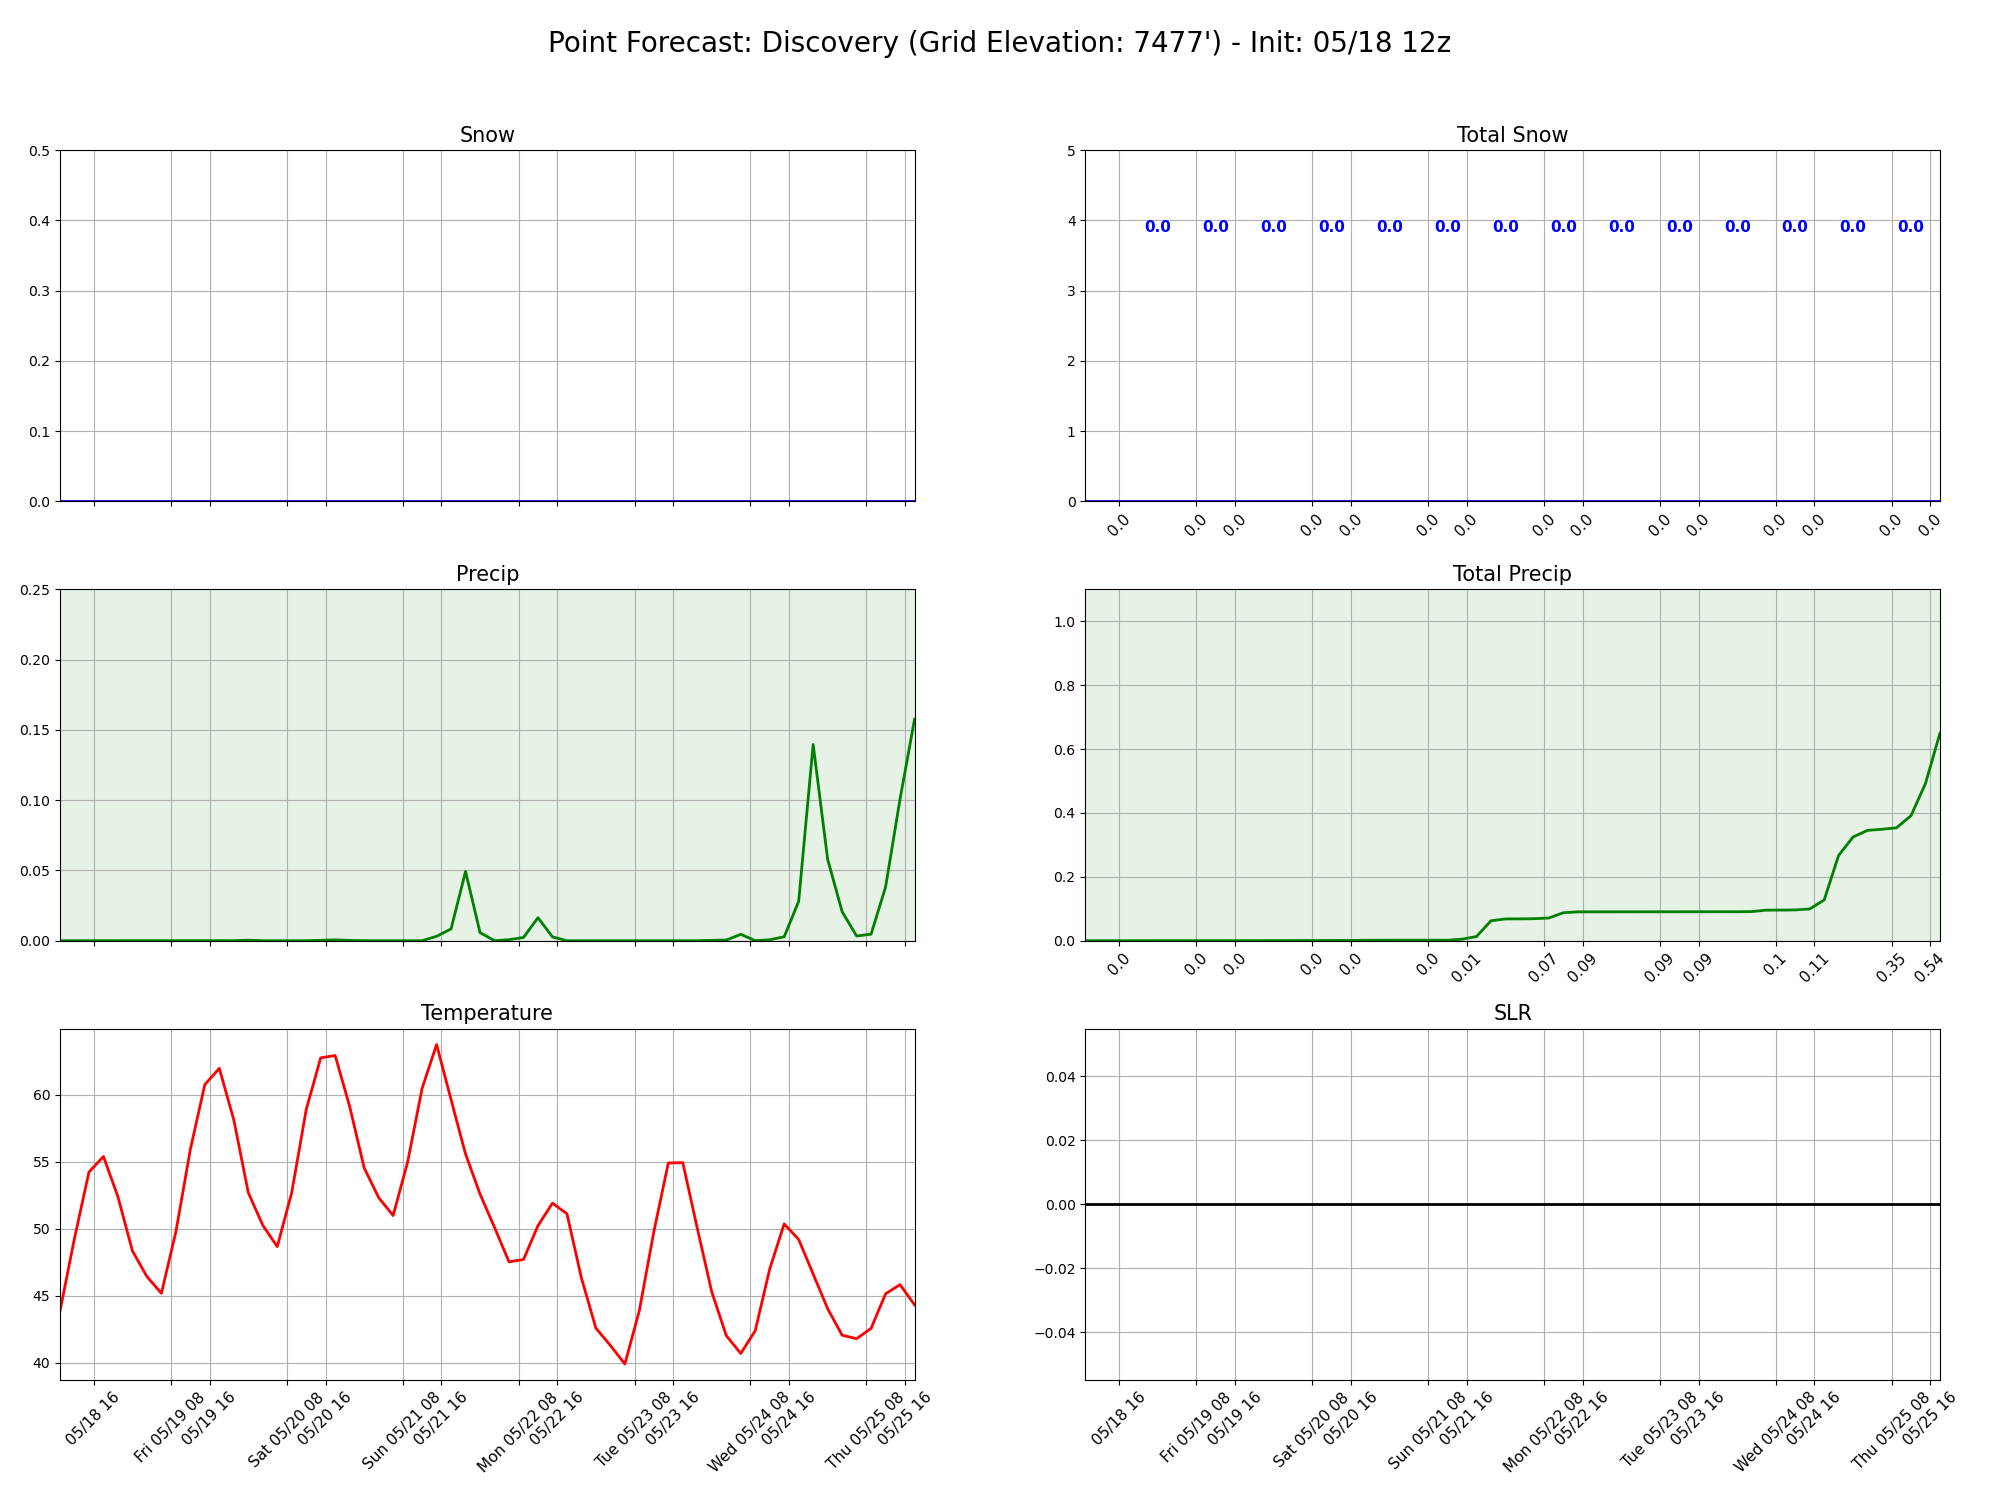 Point Forecast: Discovery (Grid Elevation: 7477') - Init: 05/18 12z
Snow
0.5
0.4
0.3
0.2
0.1
0.0
Total Snow
5
4
3
2
1
0
0.0 0.0 0.0 0.0 0.0 0.0 0.0 0.0 0.0 0.0 0.0 0.0 0.0 0.0
0.0 0.0 0.0 0.0 0.0 0.0 0.0 0.0 0.0 0.0 0.0 0.0 0.0 0.0 0.0
Precip
0.25
0.20
0.15
0.10
0.05
0.00
Total Precip
1.0
0.8
0.6
0.4
0.2
0.0
0.0 0.0 0.0 0.0 0.0 0.0 0.01 0.07 0.09 0.09 0.09 0.1 0.11 0.35 0.54
Temperature
60
55
50
45
40
05/18 16
Fri 05/19 08
05/19 16
Sat 05/20 08
05/20 16
Sun 05/21 08
05/21 16
Mon 05/22 08
05/22 16
Tue 05/23 08
05/23 16
Wed 05/24 08
05/24 16
Thu 05/25 08
05/25 16
SLR
0.04
0.02
0.00
−0.02
−0.04
05/18 16
Fri 05/19 08
05/19 16
Sat 05/20 08
05/20 16
Sun 05/21 08
05/21 16
Mon 05/22 08
05/22 16
Tue 05/23 08
05/23 16
Wed 05/24 08
05/24 16
Thu 05/25 08
05/25 16